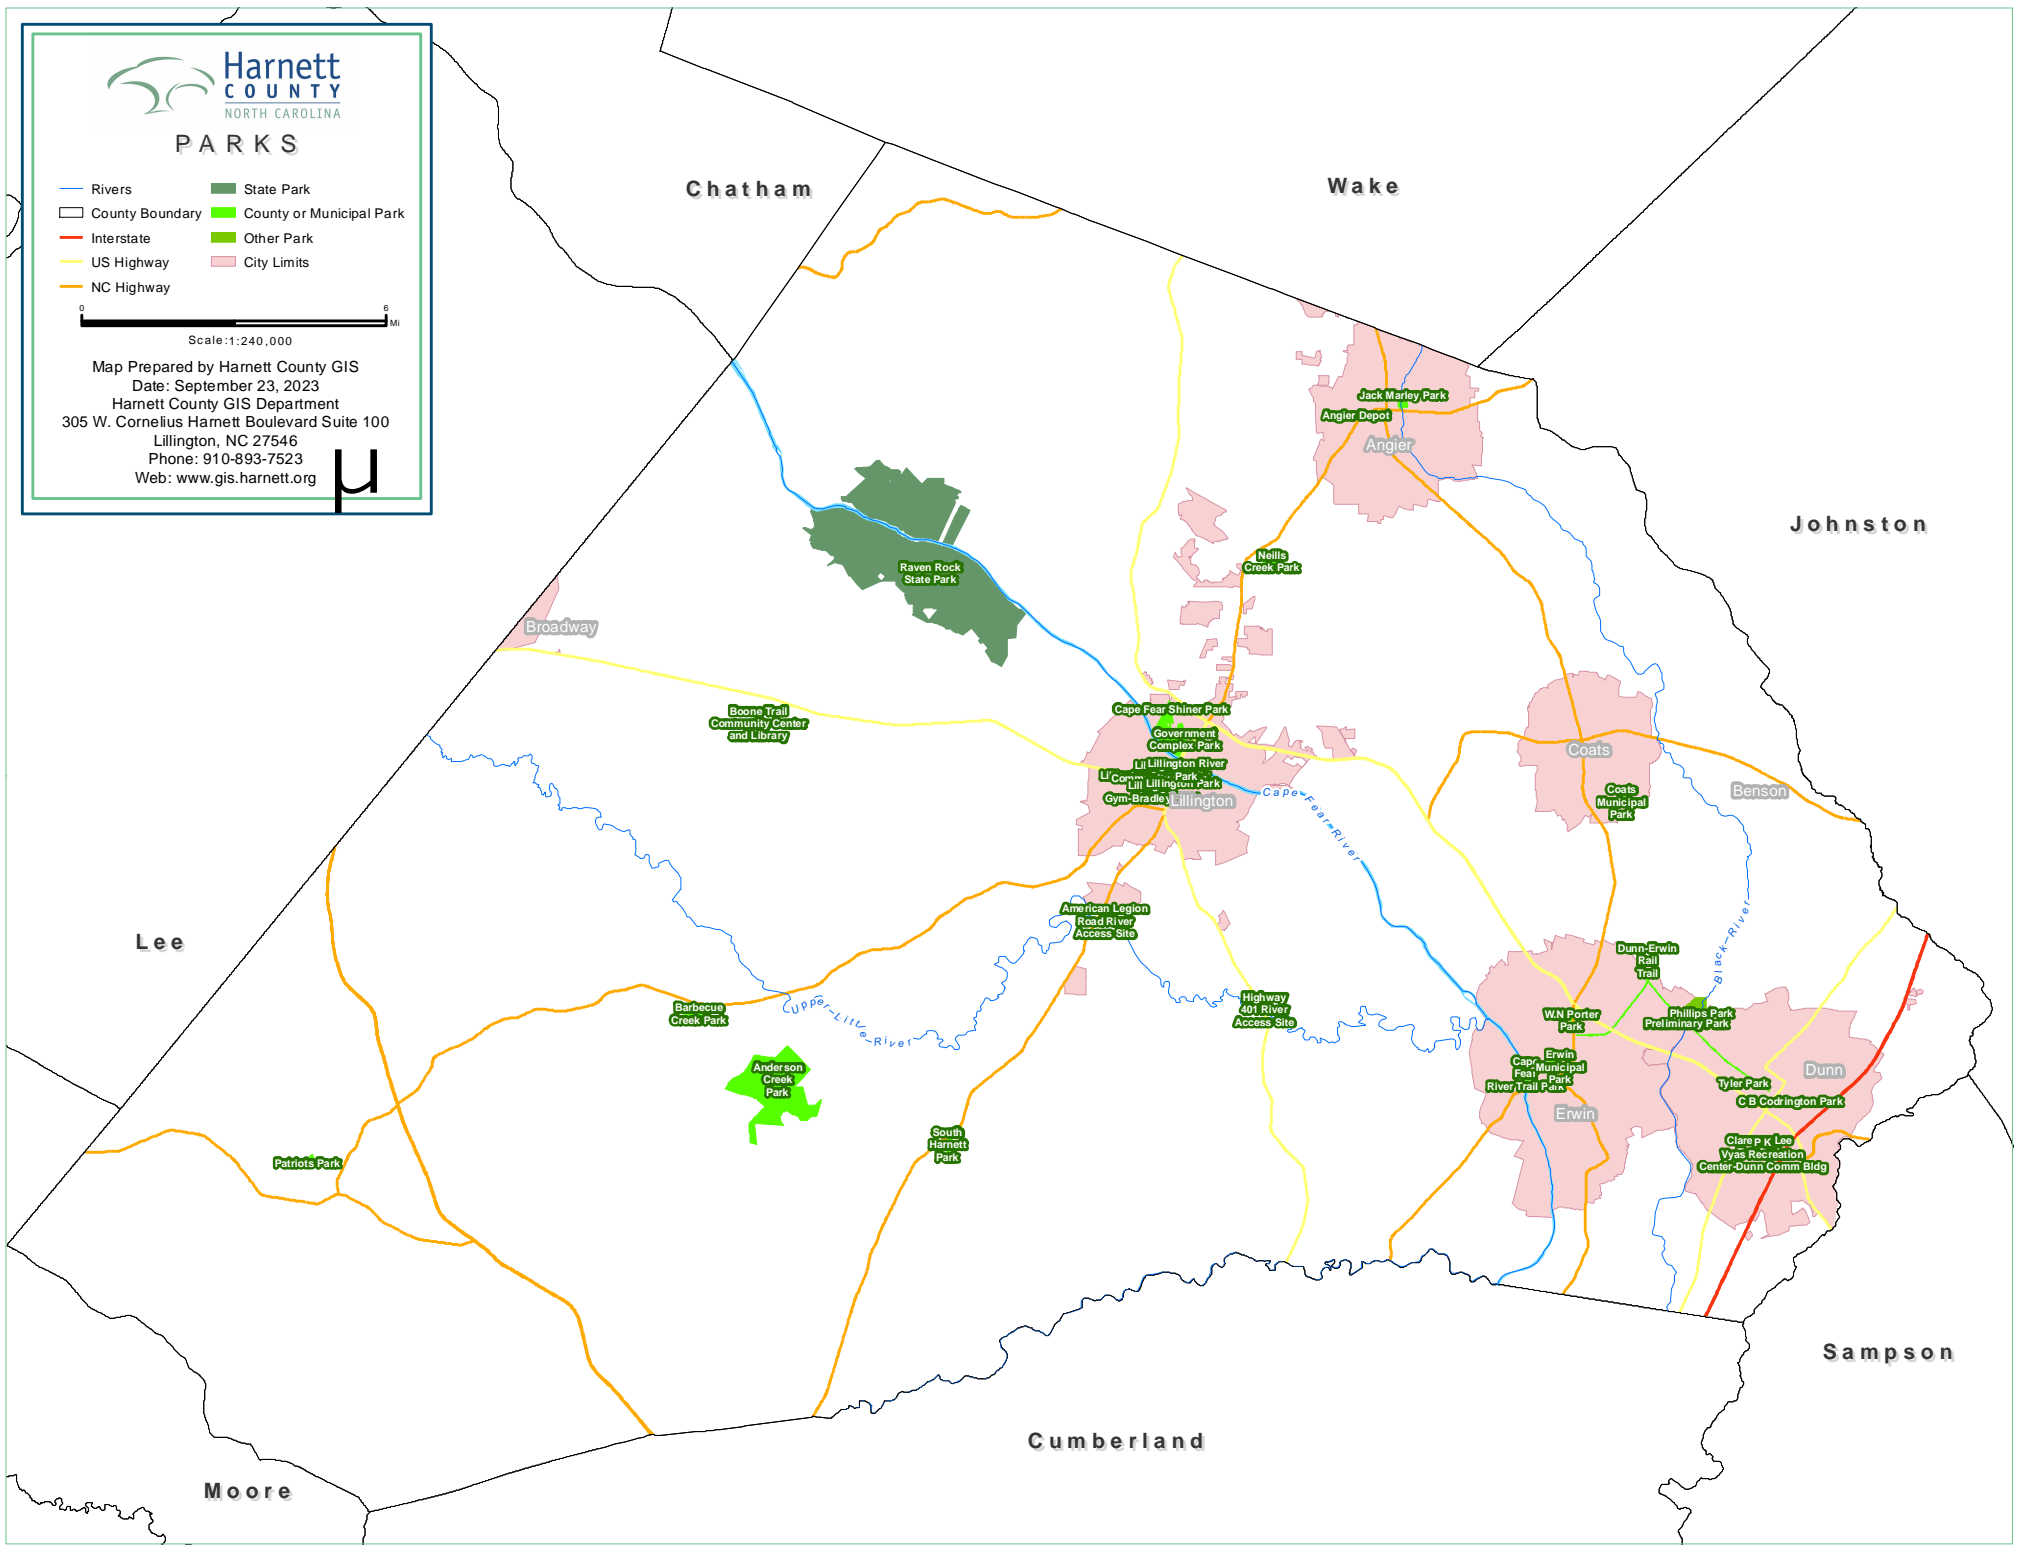 Harnett
COUNTY
NORTH CAROLINA
PARKS
Rivers
County Boundary
Interstate
US Highway
NC Highway
State Park
County or Municipal Park
Other Park
City Limits
0
6
Mi
Scale:1:240,000
Map Prepared by Harnett County GIS
Date: September 23, 2023
Harnett County GIS Department
305 W. Cornelius Harnett Boulevard Suite 100
Lillington, NC 27546
Phone: 910-893-7523
Web: www.gis.harnett.org
µ
Chatham
Wake
Johnston
Lee
Moore
Cumberland
Sampson
Jack Marley Park
Angier Depot
Angier
Neills
Creek Park
Raven Rock
State Park
Broadway
Boone Trail
Community Center
and Library
Cape Fear Shiner Park
Government
Complex Park
Lillington River
Park
Lillington Park
Gym-Bradley
Lillington
Cape Fear River
Coats
Coats
Municipal
Park
Benson
American Legion
Road River
Access Site
Black River
Dunn-Erwin
Rail
Trail
Highway
401 River
Access Site
W.N Porter
Park
Phillips Park
Preliminary Park
Barbecue
Creek Park
Upper Little River
Anderson
Creek
Park
Erwin
Municipal
Park
River Trail Park
Erwin
Dunn
Tyler Park
C B Codrington Park
P K Lee
Vyas Recreation
Center-Dunn Comm Bldg
South
Harnett
Park
Patriots Park